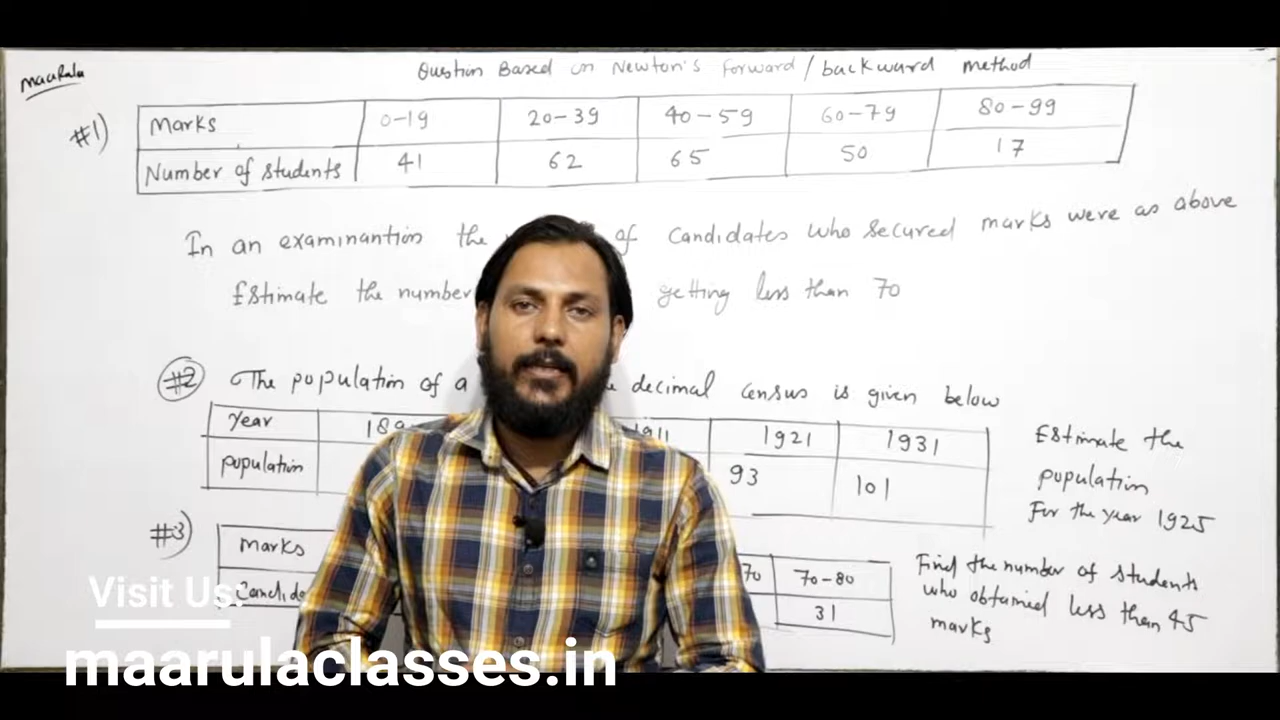 maarula
Question Based on Newton's forward/backward method
#1) Marks 0-19 20-39 40-59 60-79 80-99
Number of students 41 62 65 50 17
In an examinantion the of candidates who secured marks were as above
Estimate the number getting less than 70
#2 The population of a decimal census is given below
year 189 1911 1921 1931
population 93 101
Estimate the
population
For the year 1925
#3) Marks 70 70-80
Candida 31
Find the number of students
who obtained less than 45
marks
Visit Us:
maarulaclasses.in